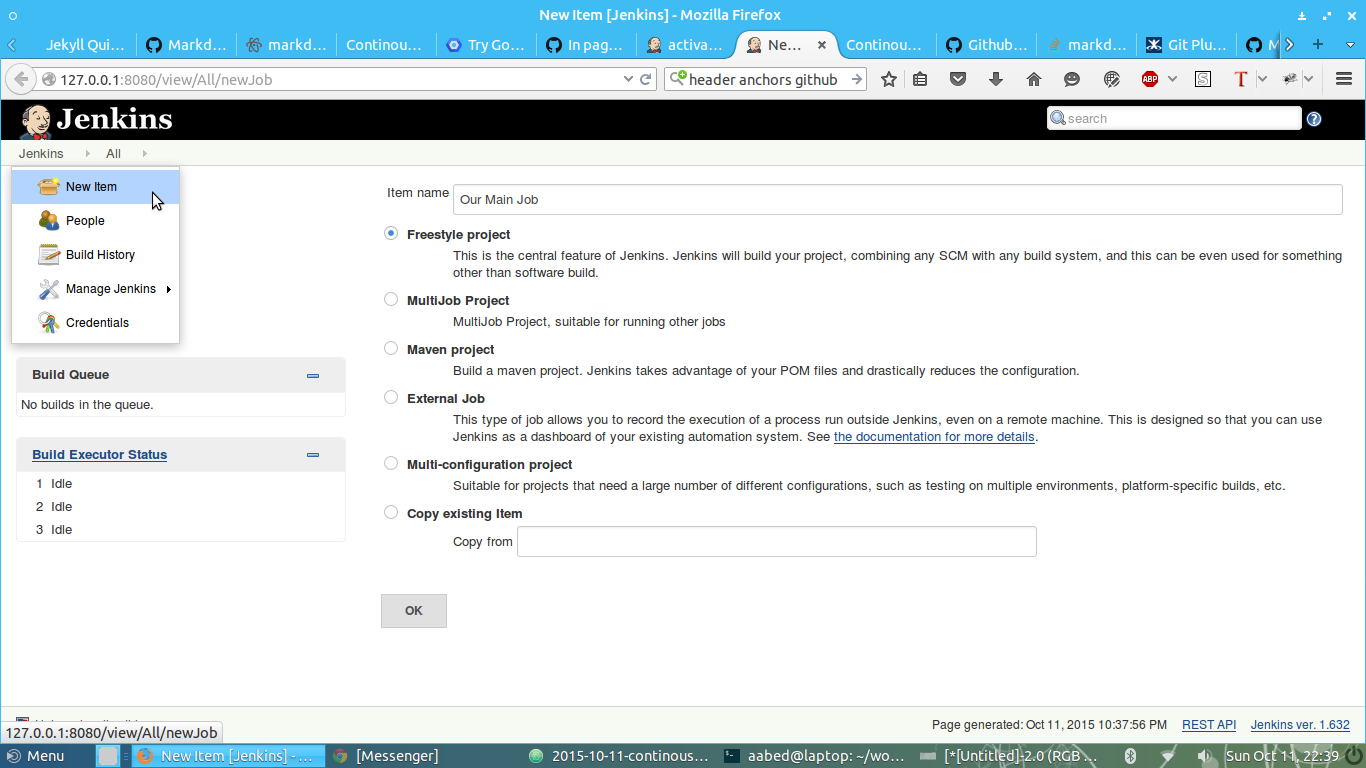 New Item [Jenkins] - Mozilla Firefox
Jekyll Qui... Markd... markd... Continou... Try Go... In pag... activa... Ne... Continou... Github... markd... Git Plu... M
127.0.0.1:8080/view/All/newJob header anchors github ABP S T
Jenkins search ?
Jenkins All
New Item
People
Build History
Manage Jenkins
Credentials
Item name Our Main Job
Freestyle project
This is the central feature of Jenkins. Jenkins will build your project, combining any SCM with any build system, and this can be even used for something
other than software build.
MultiJob Project
MultiJob Project, suitable for running other jobs
Maven project
Build a maven project. Jenkins takes advantage of your POM files and drastically reduces the configuration.
External Job
This type of job allows you to record the execution of a process run outside Jenkins, even on a remote machine. This is designed so that you can use
Jenkins as a dashboard of your existing automation system. See the documentation for more details.
Multi-configuration project
Suitable for projects that need a large number of different configurations, such as testing on multiple environments, platform-specific builds, etc.
Copy existing Item
Copy from
OK
Build Queue
No builds in the queue.
Build Executor Status
1 Idle
2 Idle
3 Idle
Page generated: Oct 11, 2015 10:37:56 PM REST API Jenkins ver. 1.632
127.0.0.1:8080/view/All/newJob
Menu New Item [Jenkins] - ... [Messenger] 2015-10-11-continous... aabed@laptop: ~/wo... [*[Untitled]-2.0 (RGB ... Sun Oct 11, 22:39